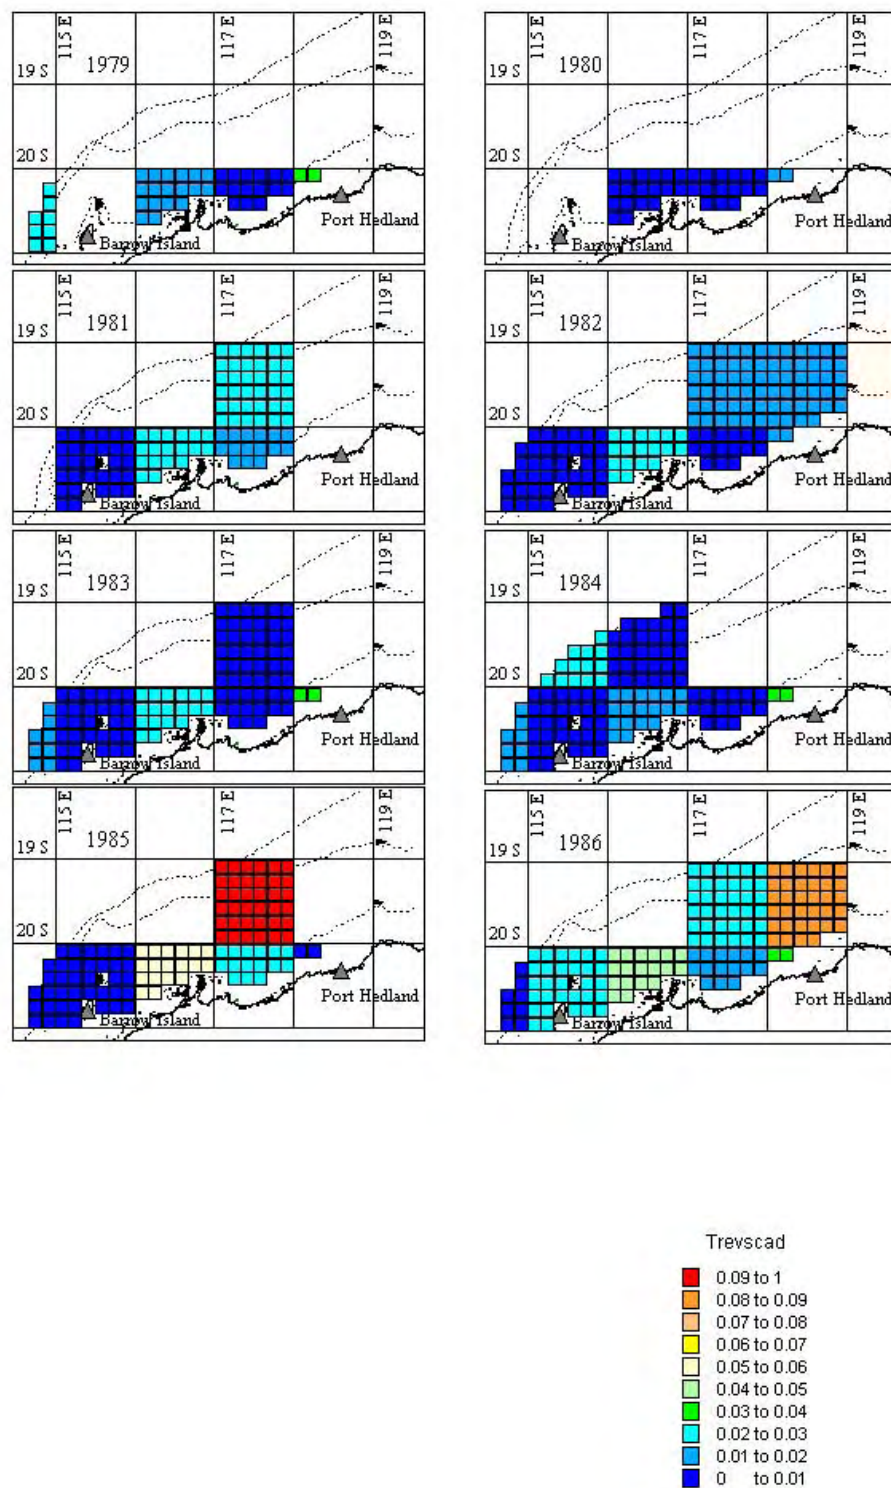 115 E
117 E
119 E
1979
19 S
20 S
Port Hedland
Barrow Island
115 E
117 E
119 E
1980
19 S
20 S
Port Hedland
Barrow Island
115 E
117 E
119 E
1981
19 S
20 S
Port Hedland
Barrow Island
115 E
117 E
119 E
1982
19 S
20 S
Port Hedland
Barrow Island
115 E
117 E
119 E
1983
19 S
20 S
Port Hedland
Barrow Island
115 E
117 E
119 E
1984
19 S
20 S
Port Hedland
Barrow Island
115 E
117 E
119 E
1985
19 S
20 S
Port Hedland
Barrow Island
115 E
117 E
119 E
1986
19 S
20 S
Port Hedland
Barrow Island
Trevscad
0.09 to 1
0.08 to 0.09
0.07 to 0.08
0.06 to 0.07
0.05 to 0.06
0.04 to 0.05
0.03 to 0.04
0.02 to 0.03
0.01 to 0.02
0 to 0.01